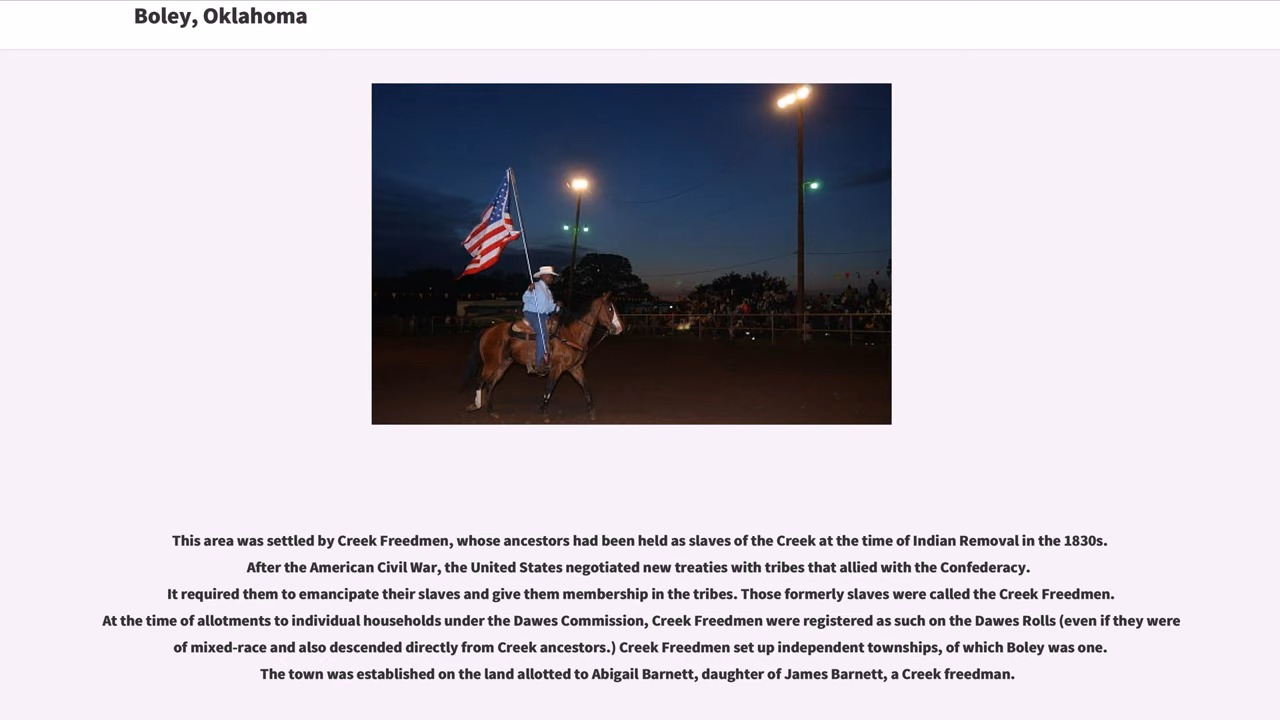 Boley, Oklahoma
This area was settled by Creek Freedmen, whose ancestors had been held as slaves of the Creek at the time of Indian Removal in the 1830s.
After the American Civil War, the United States negotiated new treaties with tribes that allied with the Confederacy.
It required them to emancipate their slaves and give them membership in the tribes. Those formerly slaves were called the Creek Freedmen.
At the time of allotments to individual households under the Dawes Commission, Creek Freedmen were registered as such on the Dawes Rolls (even if they were
of mixed-race and also descended directly from Creek ancestors.) Creek Freedmen set up independent townships, of which Boley was one.
The town was established on the land allotted to Abigail Barnett, daughter of James Barnett, a Creek freedman.